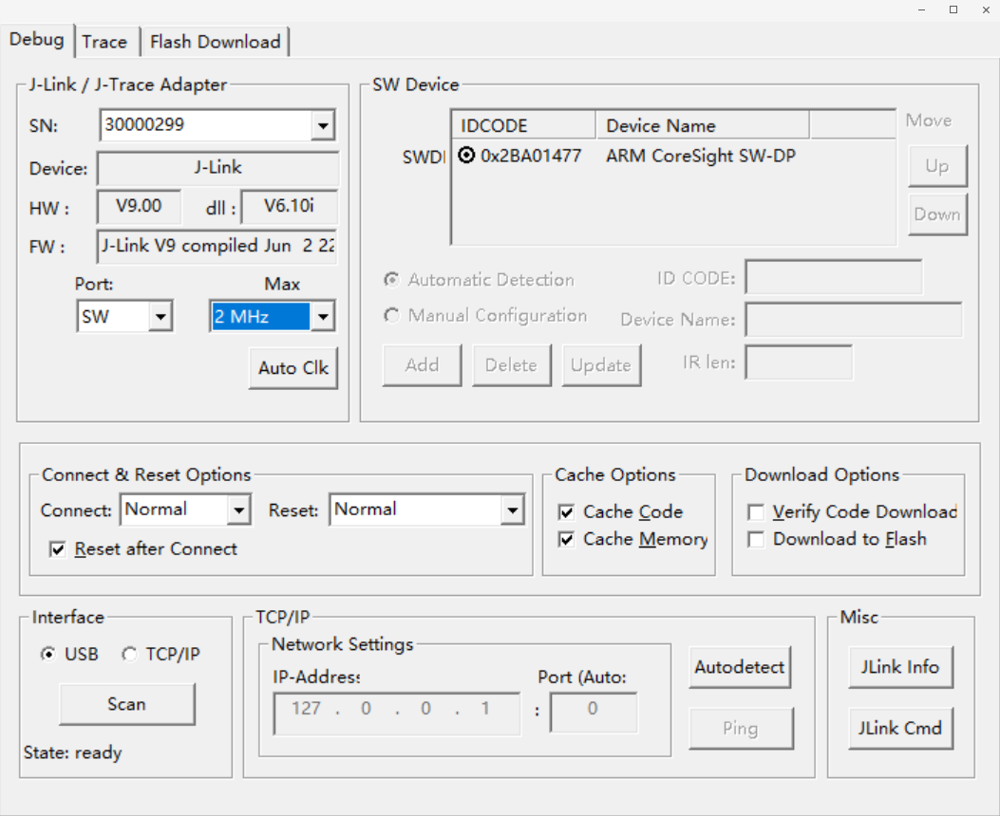 Debug Trace Flash Download
J-Link / J-Trace Adapter
SN: 30000299
Device: J-Link
HW : V9.00 dll : V6.10i
FW : J-Link V9 compiled Jun 2 22
Port: Max
SW 2 MHz
Auto Clk
SW Device
IDCODE Device Name
SWDI 0x2BA01477 ARM CoreSight SW-DP
Move
Up
Down
Automatic Detection
Manual Configuration
ID CODE:
Device Name:
Add Delete Update IR len:
Connect & Reset Options
Connect: Normal Reset: Normal
Reset after Connect
Cache Options
Cache Code
Cache Memory
Download Options
Verify Code Download
Download to Flash
Interface
USB TCP/IP
Scan
State: ready
TCP/IP
Network Settings
IP-Address Port (Auto:
127 . 0 . 0 . 1 : 0
Autodetect
Ping
Misc
JLink Info
JLink Cmd